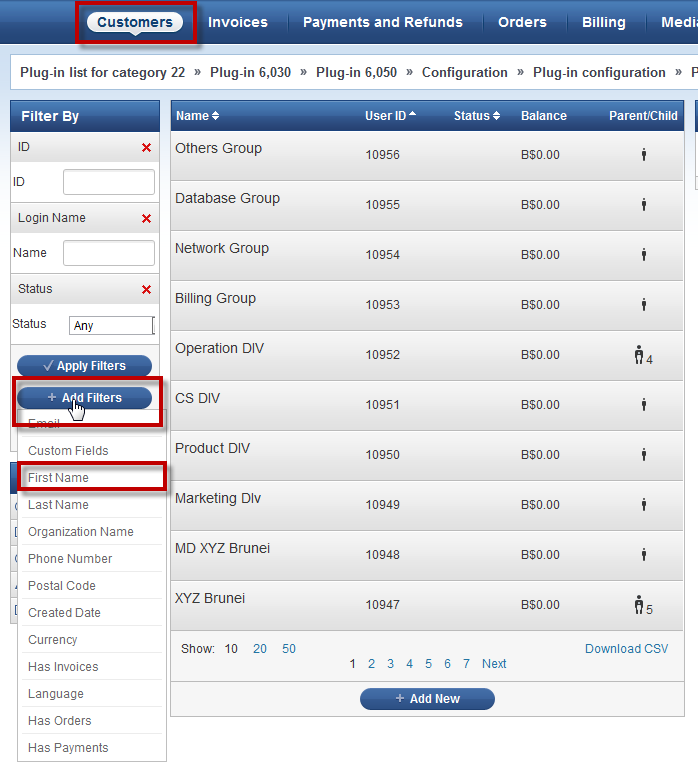 Customers Invoices Payments and Refunds Orders Billing
Plug-in list for category 22 » Plug-in 6,030 » Plug-in 6,050 » Configuration » Plug-in configuration »
Filter By
ID
ID
Login Name
Name
Status
Status Any
Apply Filters
Add Filters
Email
Custom Fields
First Name
Last Name
Organization Name
Phone Number
Postal Code
Created Date
Currency
Has Invoices
Language
Has Orders
Has Payments
Name User ID Status Balance Parent/Child
Others Group 10956 B$0.00
Database Group 10955 B$0.00
Network Group 10954 B$0.00
Billing Group 10953 B$0.00
Operation DIV 10952 B$0.00 4
CS DIV 10951 B$0.00
Product DIV 10950 B$0.00
Marketing DIv 10949 B$0.00
MD XYZ Brunei 10948 B$0.00
XYZ Brunei 10947 B$0.00 5
Show: 10 20 50 Download CSV
1 2 3 4 5 6 7 Next
Add New